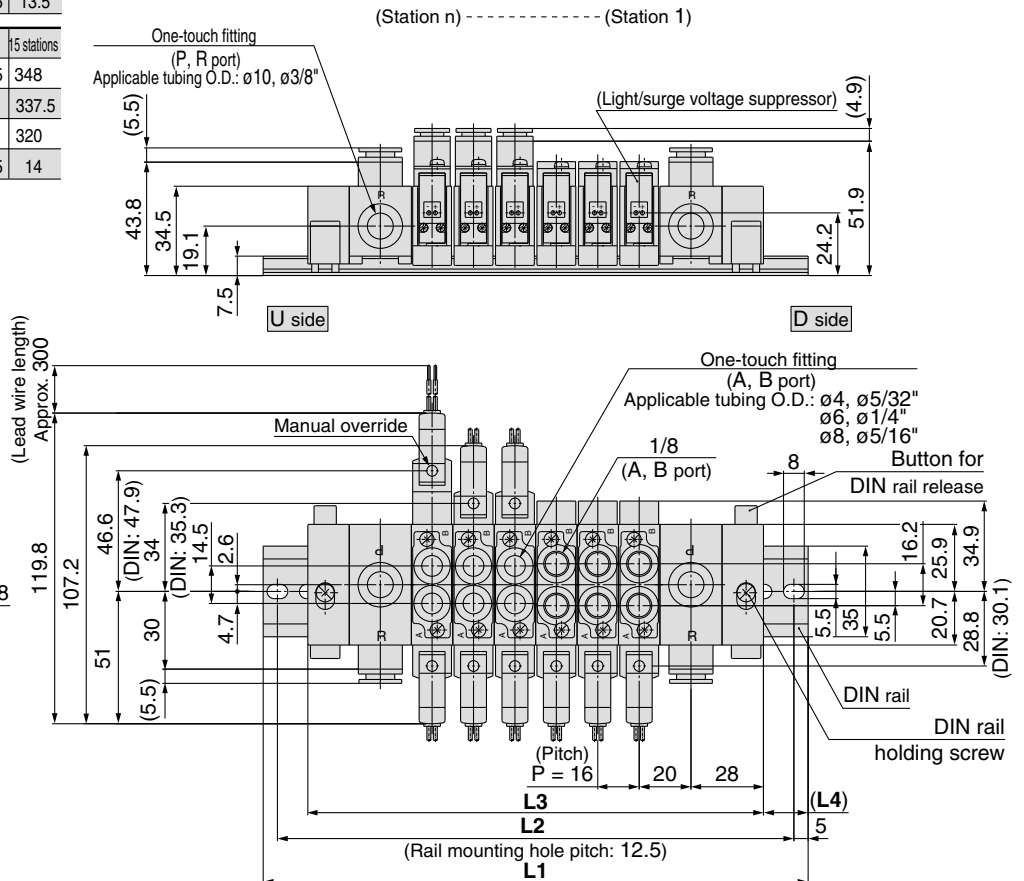 5 13.5
15 stations
5 348
337.5
320
5 14
(Station n) ----------- (Station 1)
One-touch fitting
(P, R port)
Applicable tubing O.D.: ø10, ø3/8"
(Light/surge voltage suppressor)
(4.9)
(5.5)
43.8
34.5
19.1
7.5
R
R
24.2
51.9
U side
D side
(Lead wire length)
Approx. 300
One-touch fitting
(A, B port)
Applicable tubing O.D.: ø4, ø5/32"
ø6, ø1/4"
ø8, ø5/16"
Manual override
1/8
(A, B port)
8
Button for
DIN rail release
119.8
107.2
46.6
(DIN: 47.9)
34
(DIN: 35.3)
14.5
2.6
4.7
51
30
(5.5)
8
P
R
P
R
B
B
B
B
B
B
A
A
A
A
A
A
16.2
25.9
34.9
5.5
35
5.5
20.7
28.8
(DIN: 30.1)
DIN rail
DIN rail
holding screw
(Pitch)
P = 16
20
28
L3
(L4)
L2
5
(Rail mounting hole pitch: 12.5)
L1